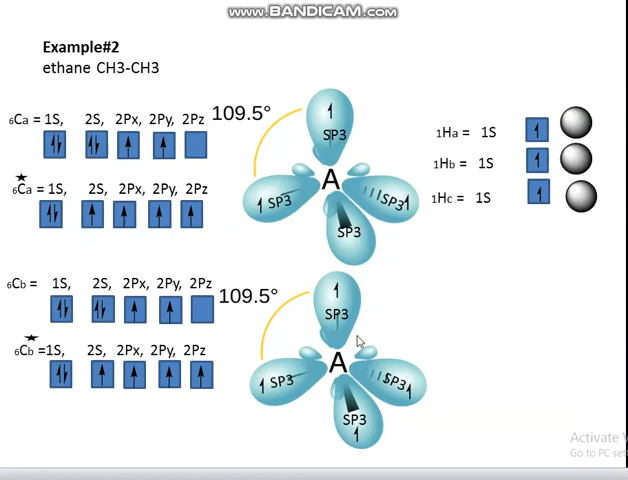 www.BANDICAM.com
Example#2
ethane CH3-CH3
6Ca = 1S, 2S, 2Px, 2Py, 2Pz
109.5°
SP3
A
SP3
SP3
SP3
1Ha = 1S
1Hb = 1S
1Hc = 1S
★
6Ca = 1S, 2S, 2Px, 2Py, 2Pz
6Cb = 1S, 2S, 2Px, 2Py, 2Pz
109.5°
SP3
A
SP3
SP3
SP3
★
6Cb =1S, 2S, 2Px, 2Py, 2Pz
Activate
Go to PC set